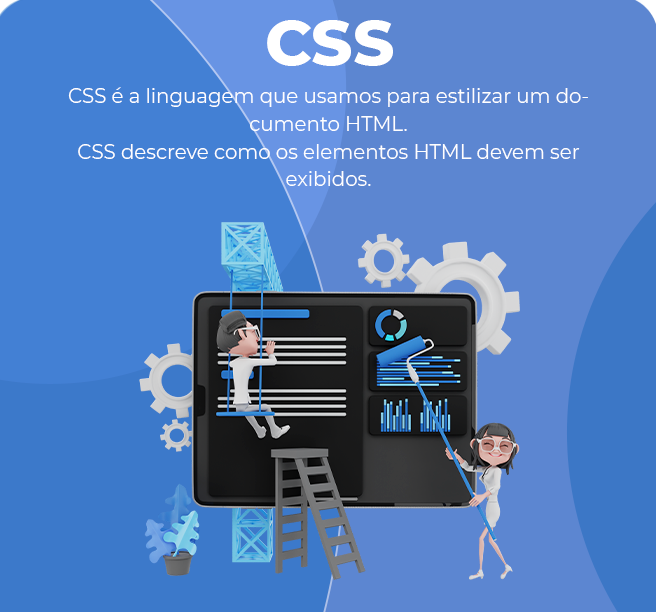 CSS
CSS é a linguagem que usamos para estilizar um do-
cumento HTML.
CSS descreve como os elementos HTML devem ser
exibidos.